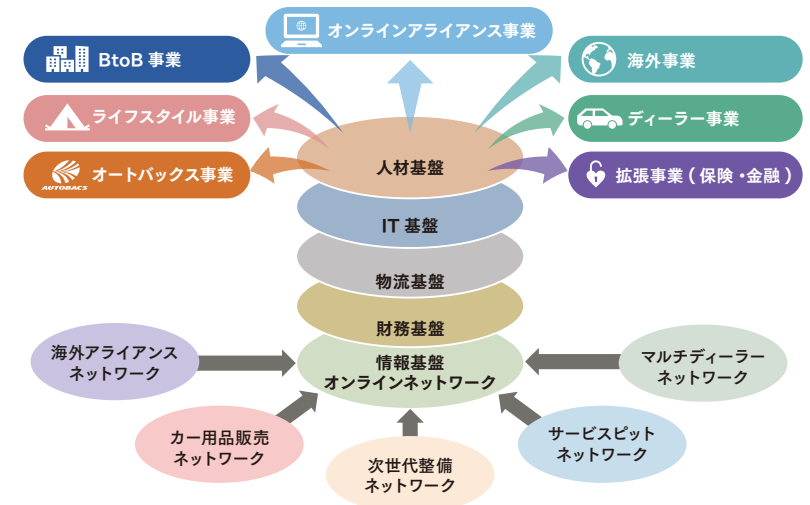 オンラインアライアンス事業
BtoB 事業
海外事業
ライフスタイル事業
ディーラー事業
AUTOBACS
オートバックス事業
拡張事業 ( 保険・金融 )
人材基盤
IT 基盤
物流基盤
財務基盤
情報基盤
オンラインネットワーク
海外アライアンス
ネットワーク
マルチディーラー
ネットワーク
カー用品販売
ネットワーク
サービスピット
ネットワーク
次世代整備
ネットワーク